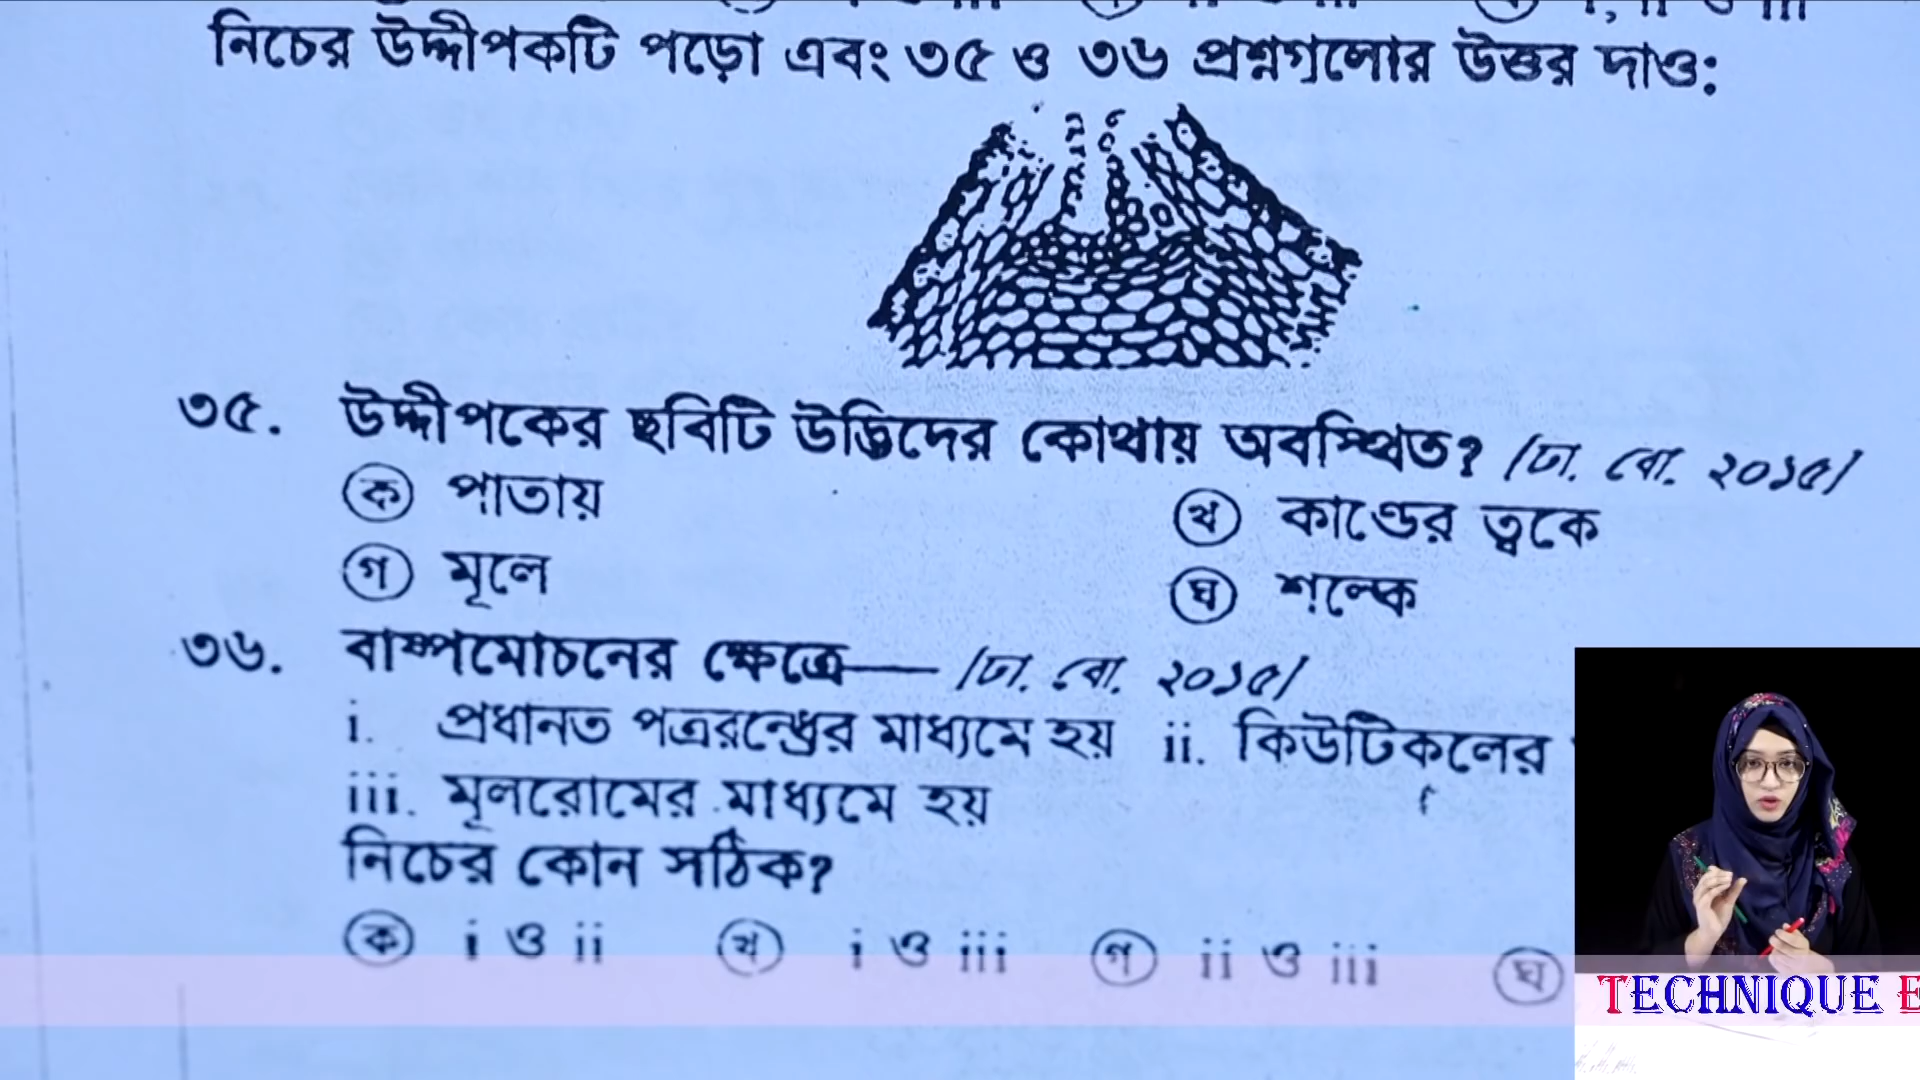 নিচের উদ্দীপকটি পড়ো এবং ৩৫ ও ৩৬ প্রশ্নগুলোর উত্তর দাও:
৩৫. উদ্দীপকের ছবিটি উদ্ভিদের কোথায় অবস্থিত? [ঢা. বো. ২০১৫]
ক পাতায়
খ কাণ্ডের ত্বকে
গ মূলে
ঘ শল্কে
৩৬. বাষ্পমোচনের ক্ষেত্রে— [ঢা. বো. ২০১৫]
i. প্রধানত পত্ররন্ধ্রের মাধ্যমে হয় ii. কিউটিকলের
iii. মূলরোমের মাধ্যমে হয়
নিচের কোন সঠিক?
ক i ও ii খ i ও iii গ ii ও iii ঘ
TECHNIQUE E